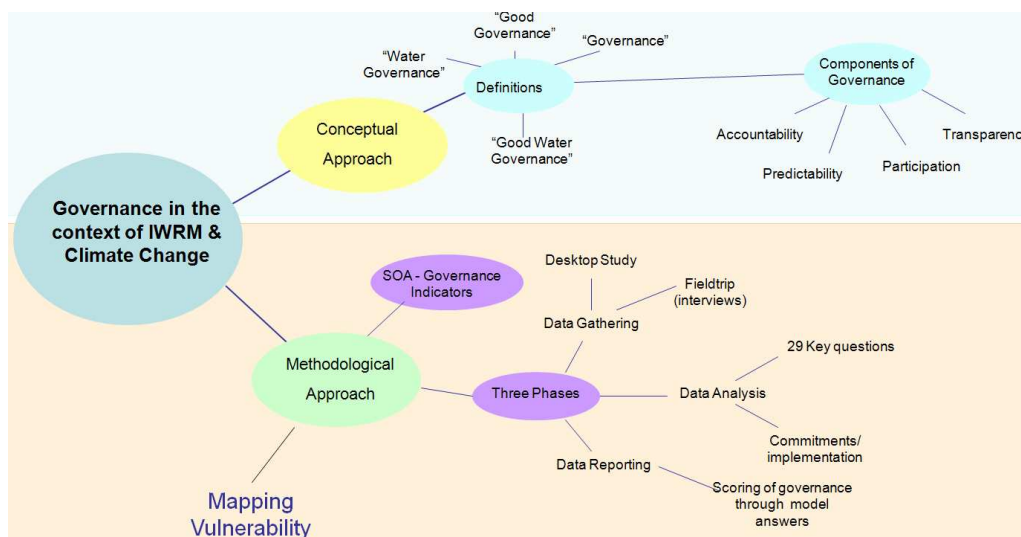 “Good
Governance”
“Governance”
“Water
Governance”
Definitions
“Good Water
Governance”
Components of
Governance
Accountability
Predictability
Participation
Transparenc
Conceptual
Approach
Governance in the
context of IWRM &
Climate Change
SOA - Governance
Indicators
Methodological
Approach
Mapping
Vulnerability
Three Phases
Desktop Study
Fieldtrip
(interviews)
Data Gathering
29 Key questions
Data Analysis
Commitments/
implementation
Data Reporting
Scoring of governance
through model
answers